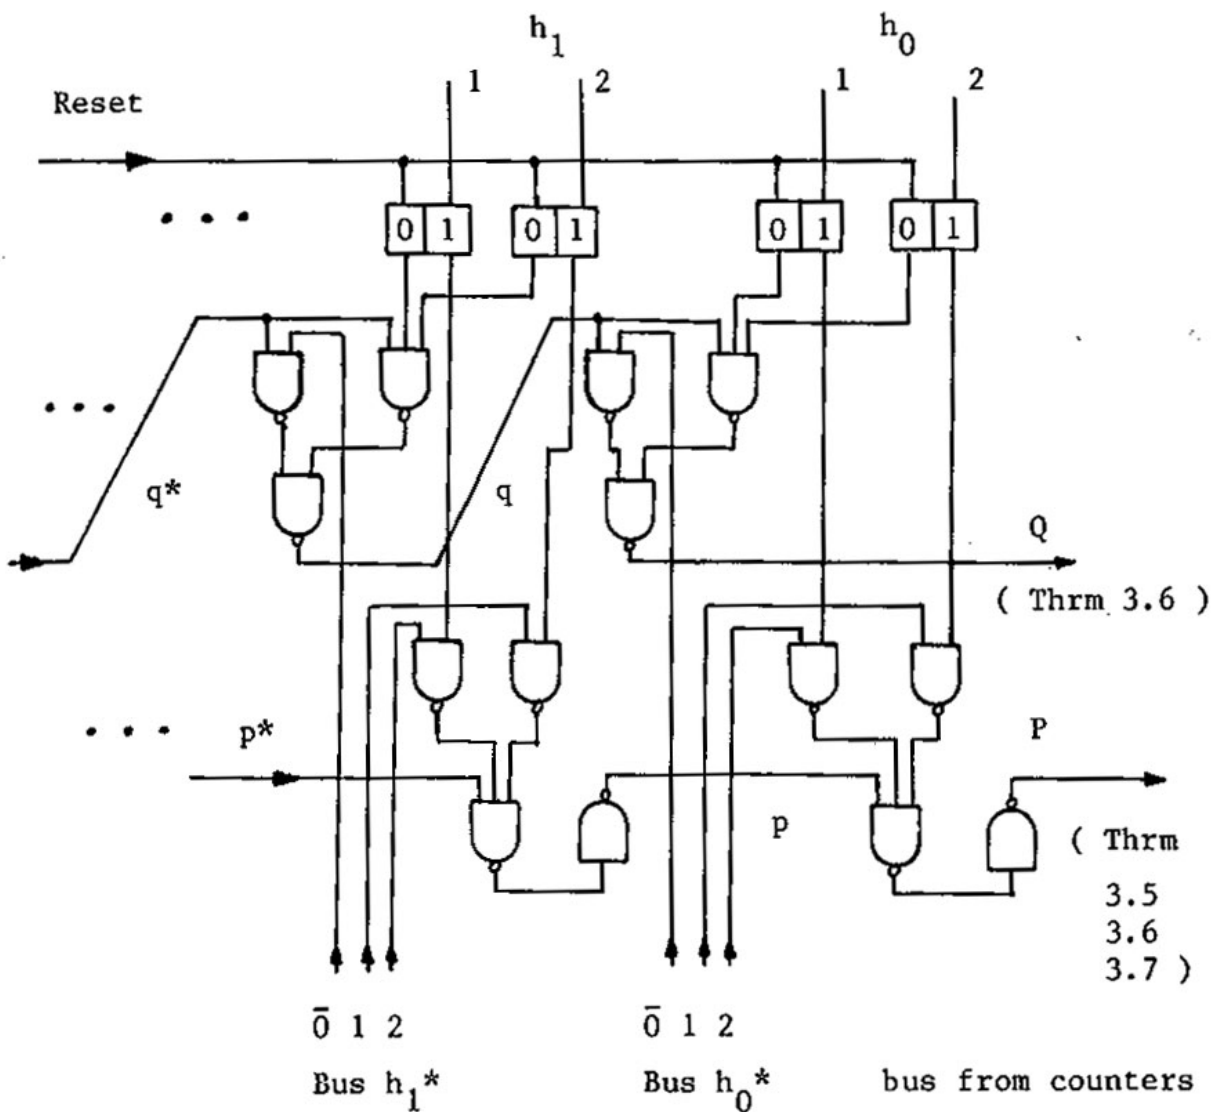 h₁ h₀
1 2 1 2
Reset
0 1 0 1 0 1 0 1
q* q Q
( Thrm 3.6 )
p* p P
( Thrm
3.5
3.6
3.7 )
0̄ 1 2 0̄ 1 2
Bus h₁* Bus h₀* bus from counters